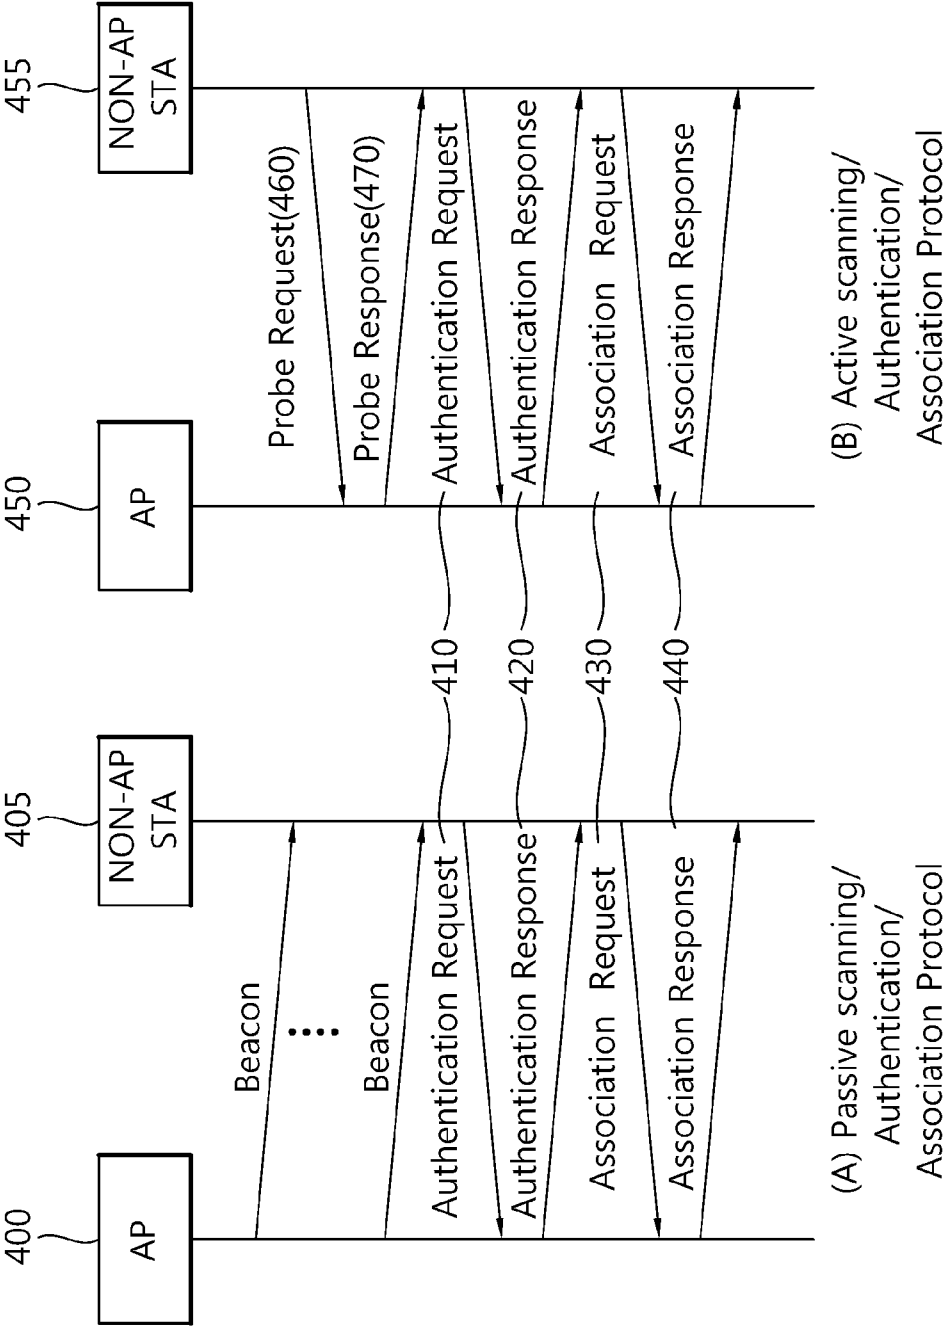 400
405
450
455
AP
NON-AP
STA
AP
NON-AP
STA
Beacon
Probe Request(460)
Beacon
Probe Response(470)
Authentication Request
410
Authentication Request
Authentication Response
420
Authentication Response
Association Request
430
Association Request
Association Response
440
Association Response
(A) Passive scanning/
Authentication/
Association Protocol
(B) Active scanning/
Authentication/
Association Protocol